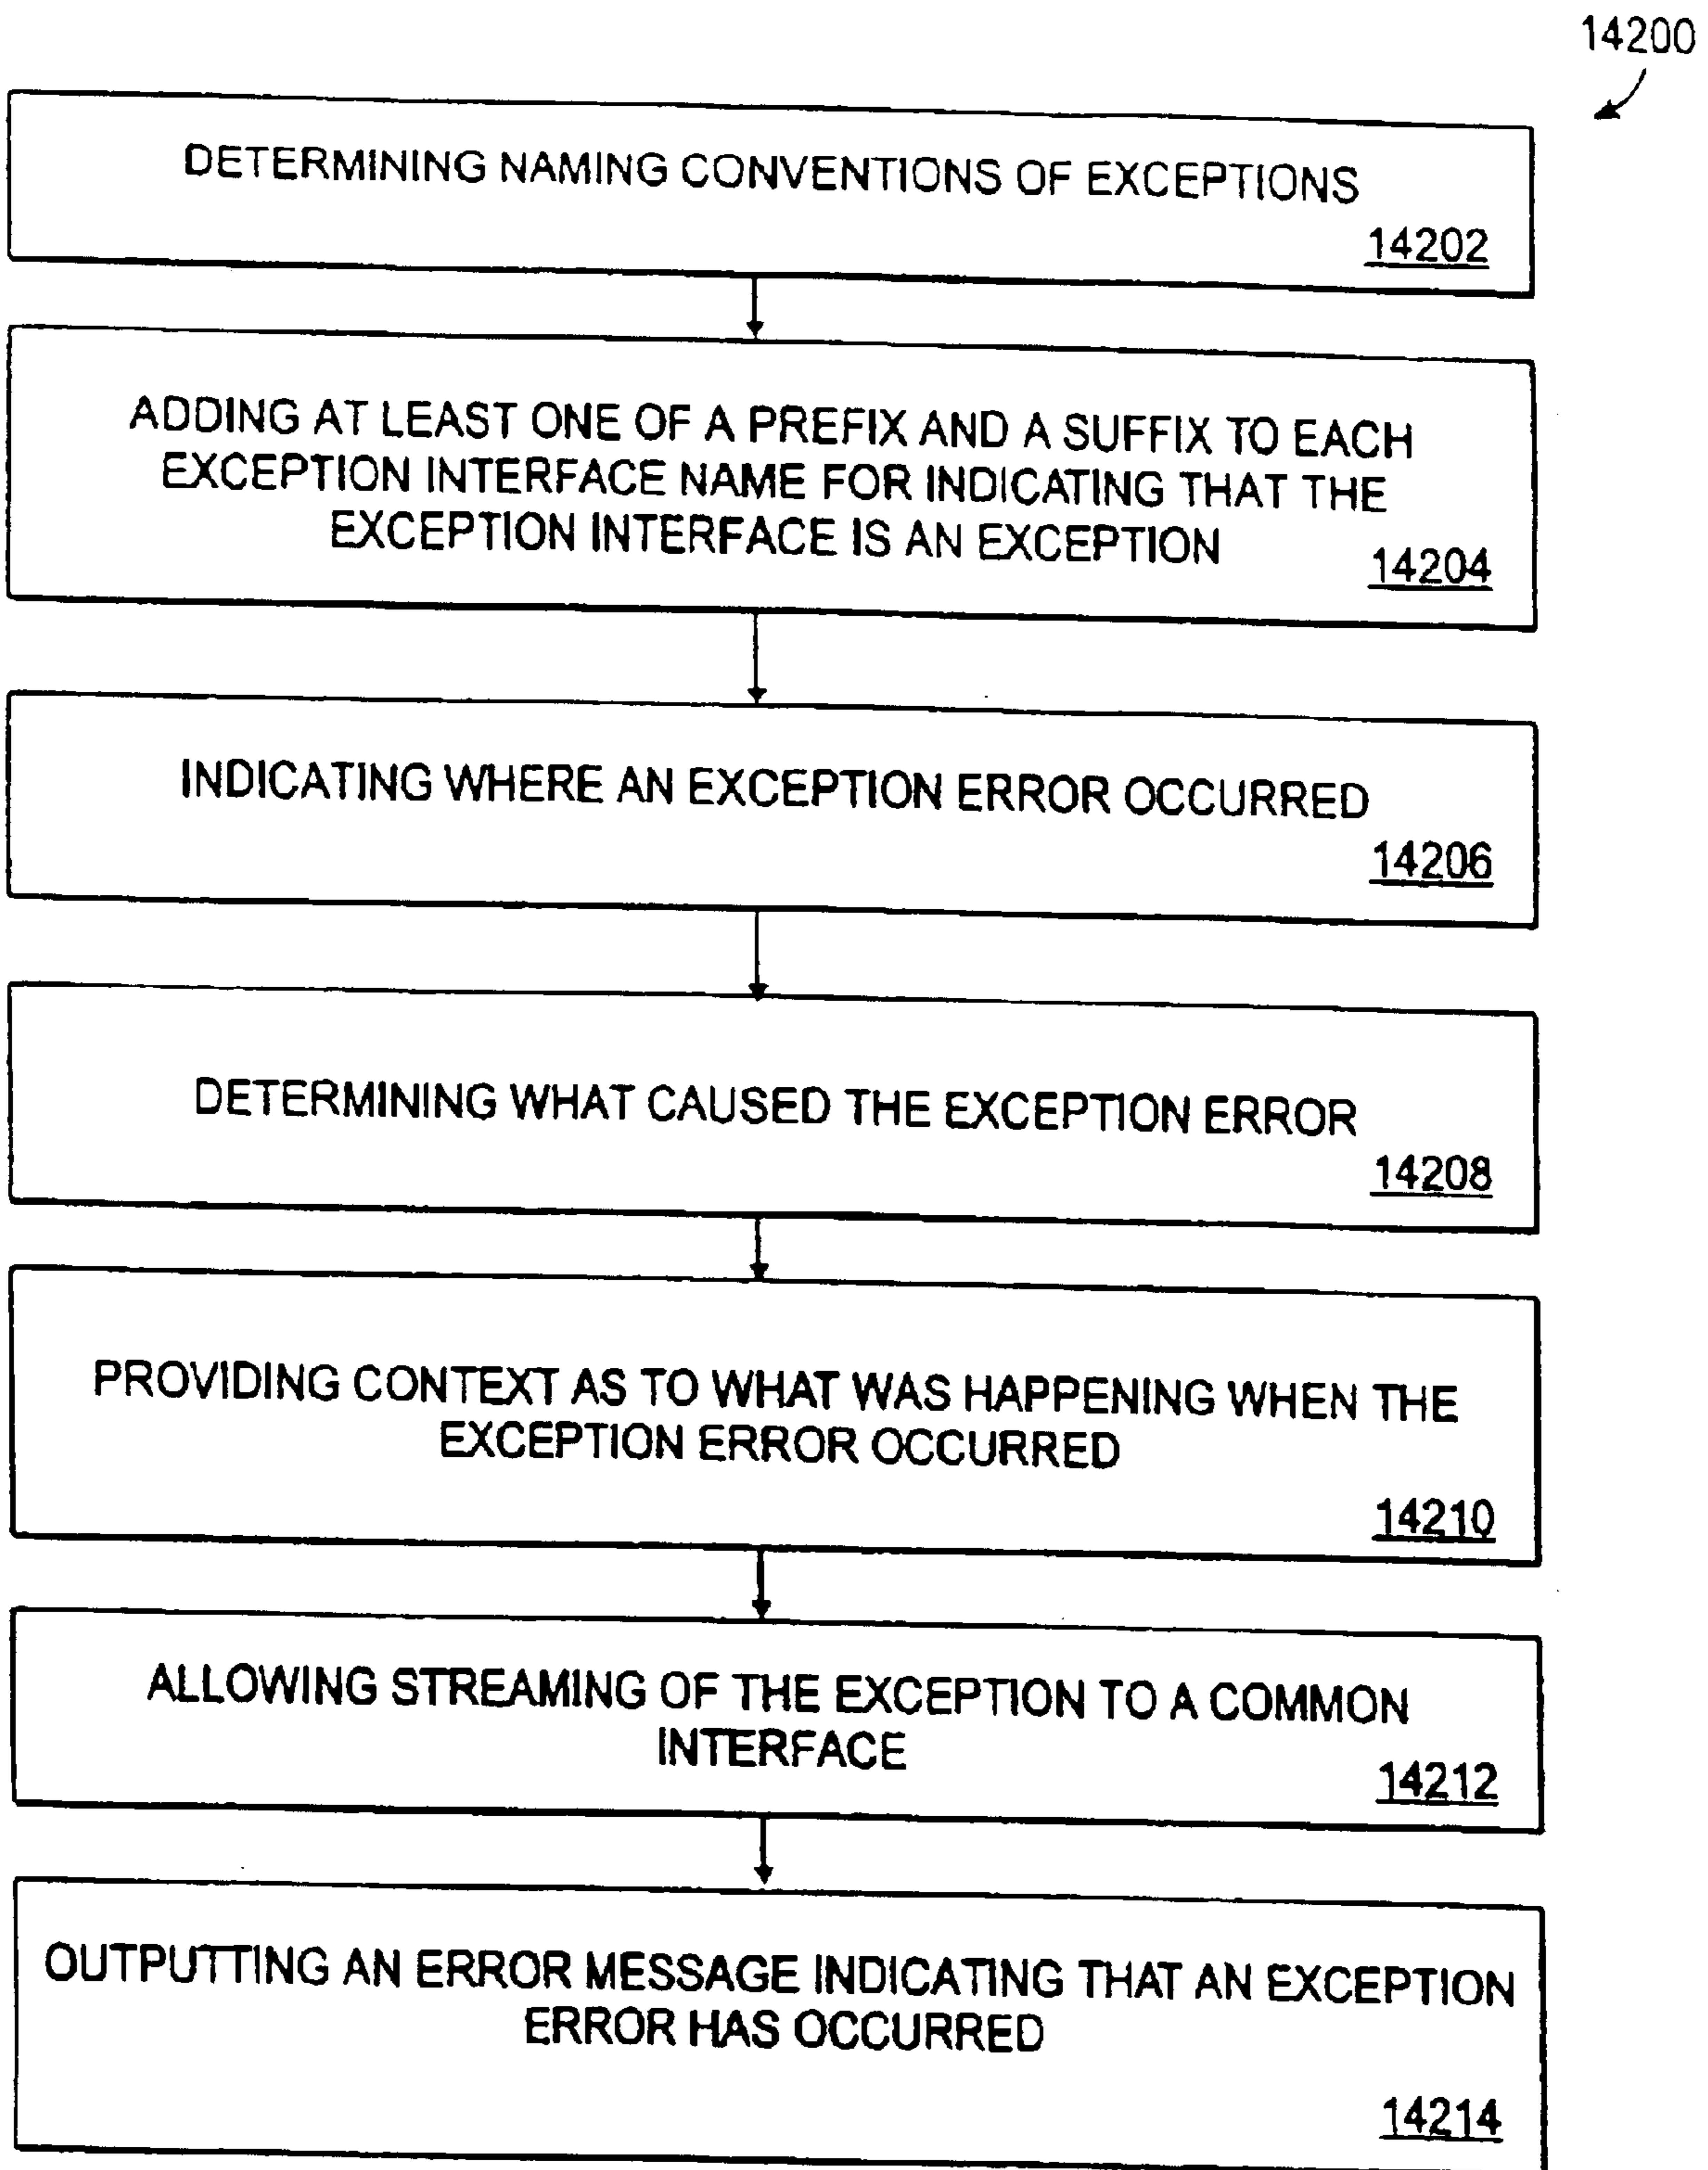 14200
DETERMINING NAMING CONVENTIONS OF EXCEPTIONS
14202
ADDING AT LEAST ONE OF A PREFIX AND A SUFFIX TO EACH
EXCEPTION INTERFACE NAME FOR INDICATING THAT THE
EXCEPTION INTERFACE IS AN EXCEPTION
14204
INDICATING WHERE AN EXCEPTION ERROR OCCURRED
14206
DETERMINING WHAT CAUSED THE EXCEPTION ERROR
14208
PROVIDING CONTEXT AS TO WHAT WAS HAPPENING WHEN THE
EXCEPTION ERROR OCCURRED
14210
ALLOWING STREAMING OF THE EXCEPTION TO A COMMON
INTERFACE
14212
OUTPUTTING AN ERROR MESSAGE INDICATING THAT AN EXCEPTION
ERROR HAS OCCURRED
14214